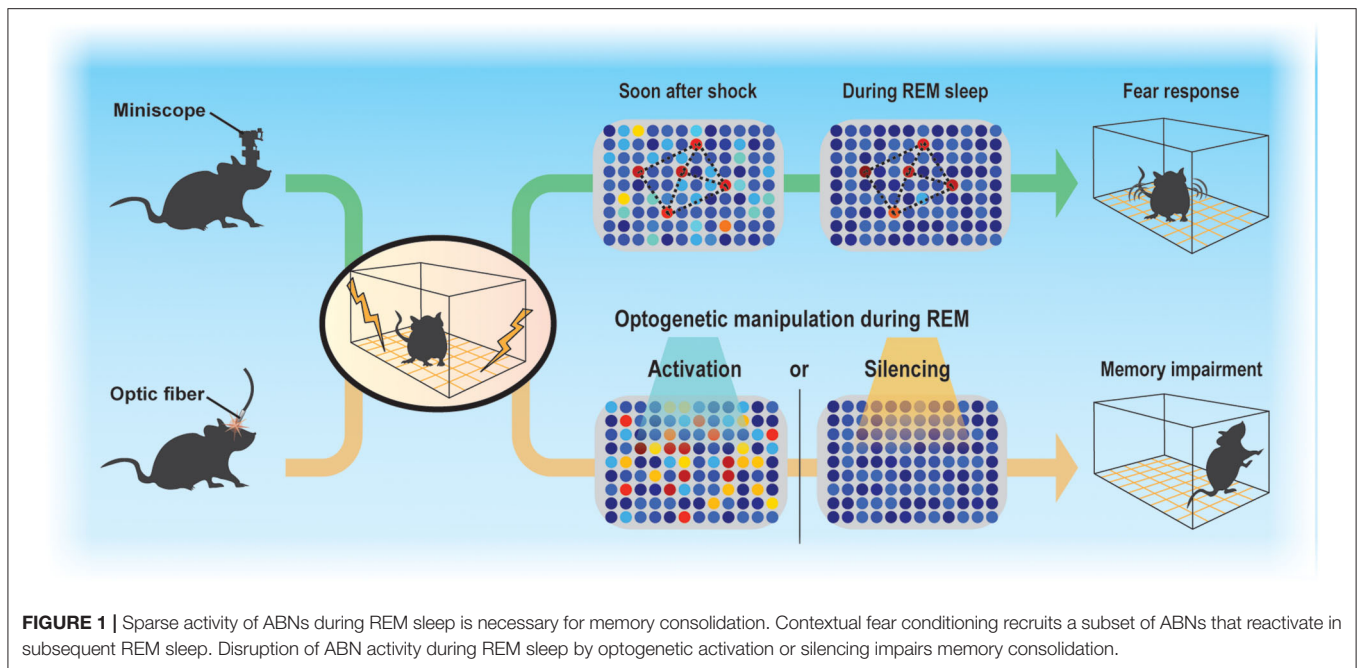 Miniscope
Soon after shock
During REM sleep
Fear response
Optic fiber
Optogenetic manipulation during REM
Activation or Silencing
Memory impairment
FIGURE 1 | Sparse activity of ABNs during REM sleep is necessary for memory consolidation. Contextual fear conditioning recruits a subset of ABNs that reactivate in
subsequent REM sleep. Disruption of ABN activity during REM sleep by optogenetic activation or silencing impairs memory consolidation.